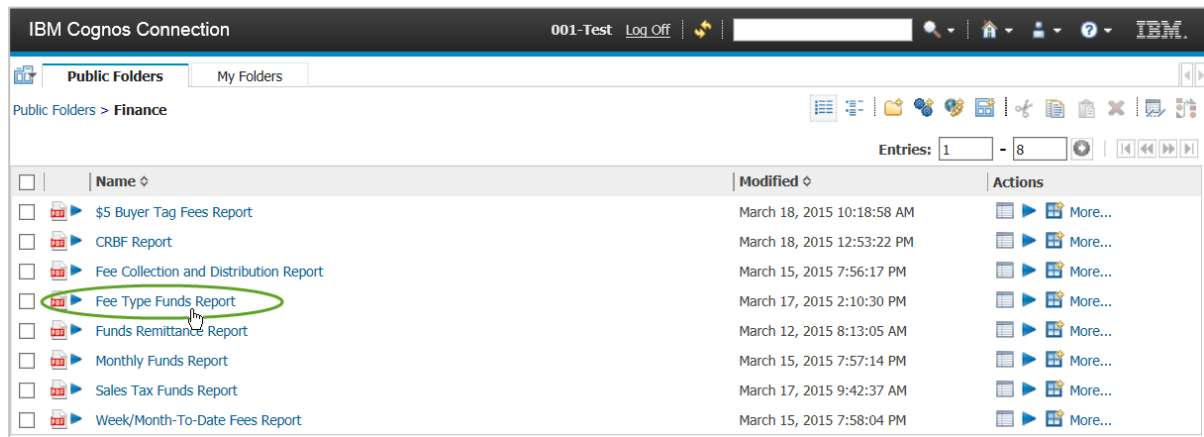 IBM Cognos Connection 001-Test Log Off IBM.
Public Folders My Folders
Public Folders > Finance
Entries: 1 - 8
Name Modified Actions
$5 Buyer Tag Fees Report March 18, 2015 10:18:58 AM More...
CRBF Report March 18, 2015 12:53:22 PM More...
Fee Collection and Distribution Report March 15, 2015 7:56:17 PM More...
Fee Type Funds Report March 17, 2015 2:10:30 PM More...
Funds Remittance Report March 12, 2015 8:13:05 AM More...
Monthly Funds Report March 15, 2015 7:57:14 PM More...
Sales Tax Funds Report March 17, 2015 9:42:37 AM More...
Week/Month-To-Date Fees Report March 15, 2015 7:58:04 PM More...